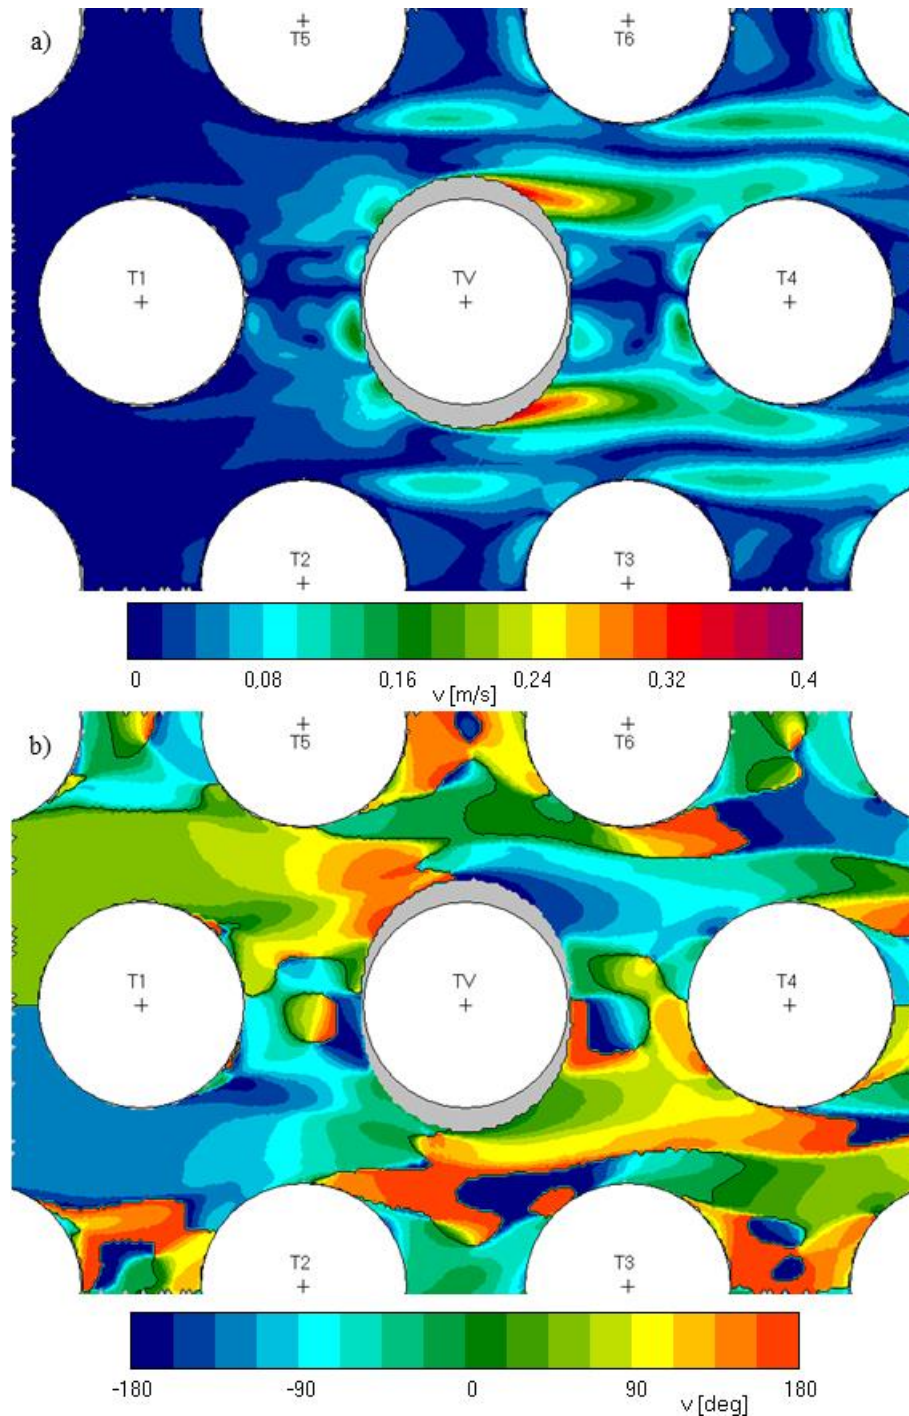 a)
T5
T6
T1
TV
T4
T2
T3
0
0,08
0,16
0,24
0,32
0,4
v [m/s]
b)
T5
T6
T1
TV
T4
T2
T3
-180
-90
0
90
180
v [deg]